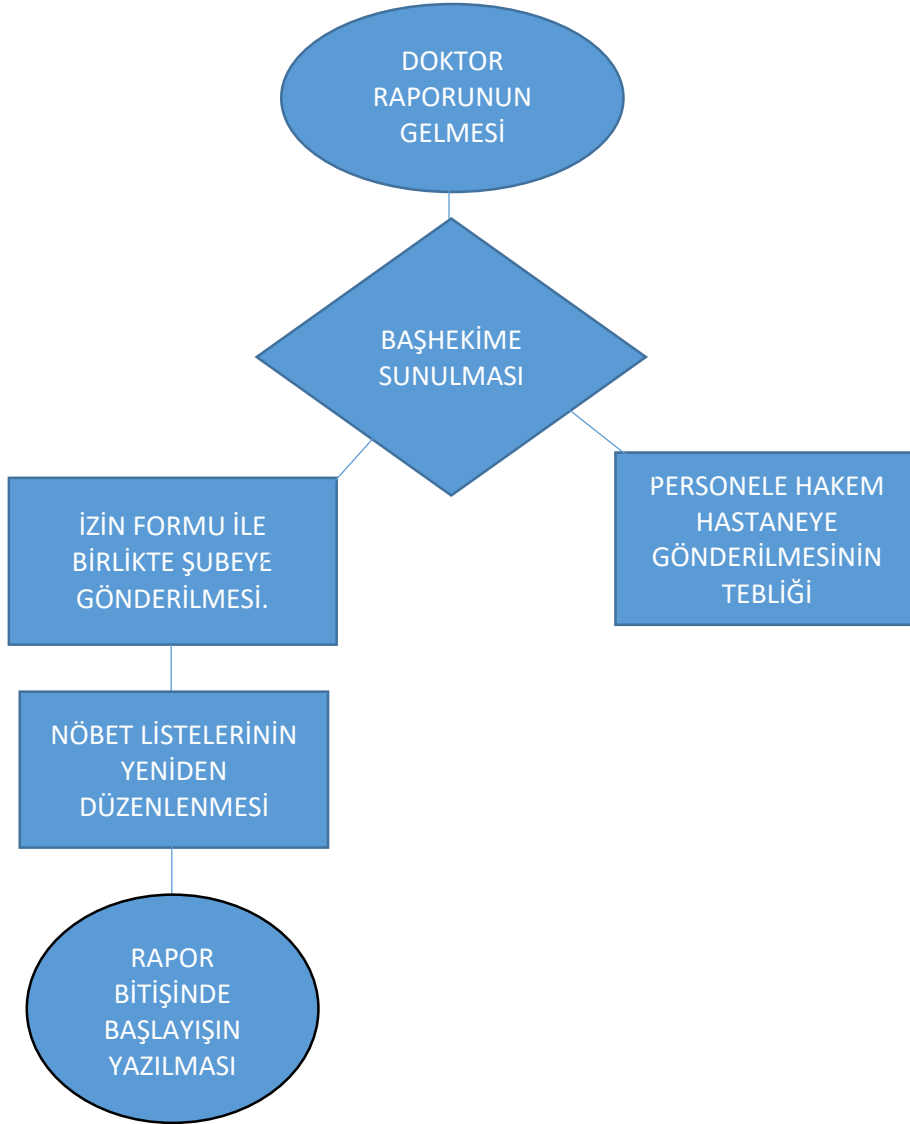 DOKTOR
RAPORUNUN
GELMESİ
BAŞHEKİME
SUNULMASI
İZİN FORMU İLE
BİRLİKTE ŞUBEYE
GÖNDERİLMESİ.
PERSONELE HAKEM
HASTANEYE
GÖNDERİLMESİNİN
TEBLİĞİ
NÖBET LİSTELERİNİN
YENİDEN
DÜZENLENMESİ
RAPOR
BİTİŞİNDE
BAŞLAYIŞIN
YAZILMASI